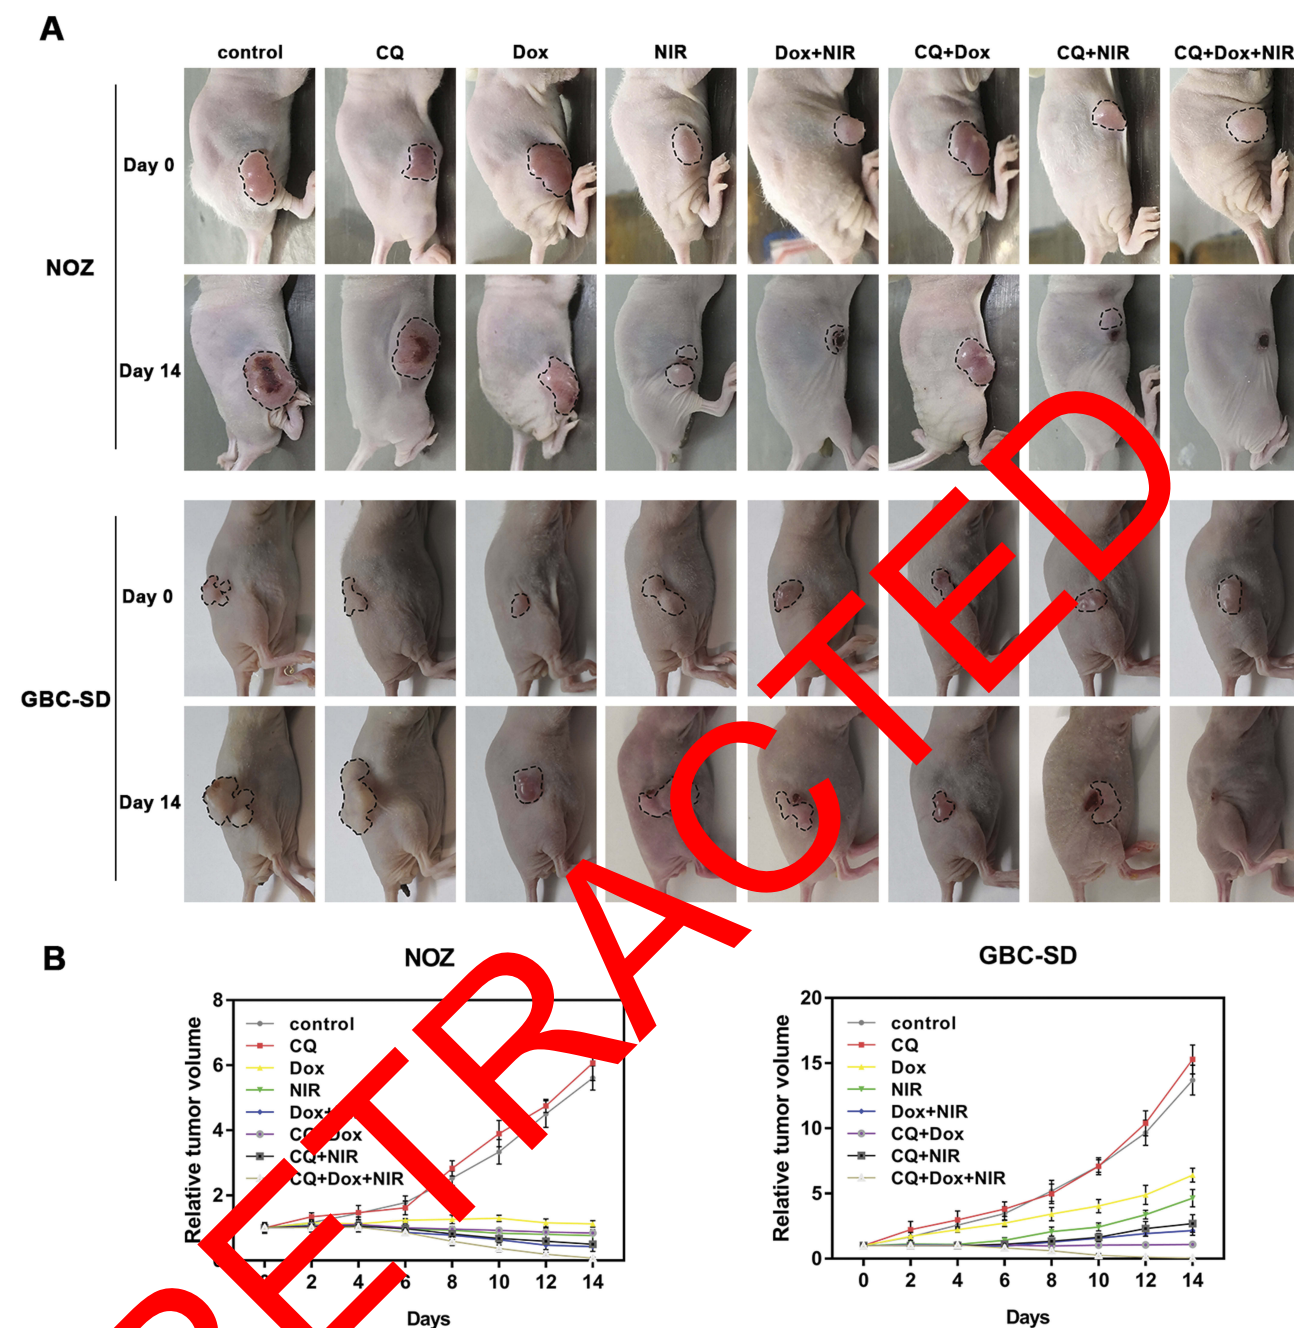 A
control CQ Dox NIR Dox+NIR CQ+Dox CQ+NIR CQ+Dox+NIR
Day 0
NOZ
Day 14
Day 0
GBC-SD
Day 14
RETRACTED
B
NOZ
Relative tumor volume
8
6
4
2
control
CQ
Dox
NIR
CQ+NIR
CQ+Dox+NIR
2 4 6 8 10 12 14
Days
GBC-SD
Relative tumor volume
20
15
10
5
0
control
CQ
Dox
NIR
Dox+NIR
CQ+Dox
CQ+NIR
CQ+Dox+NIR
0 2 4 6 8 10 12 14
Days